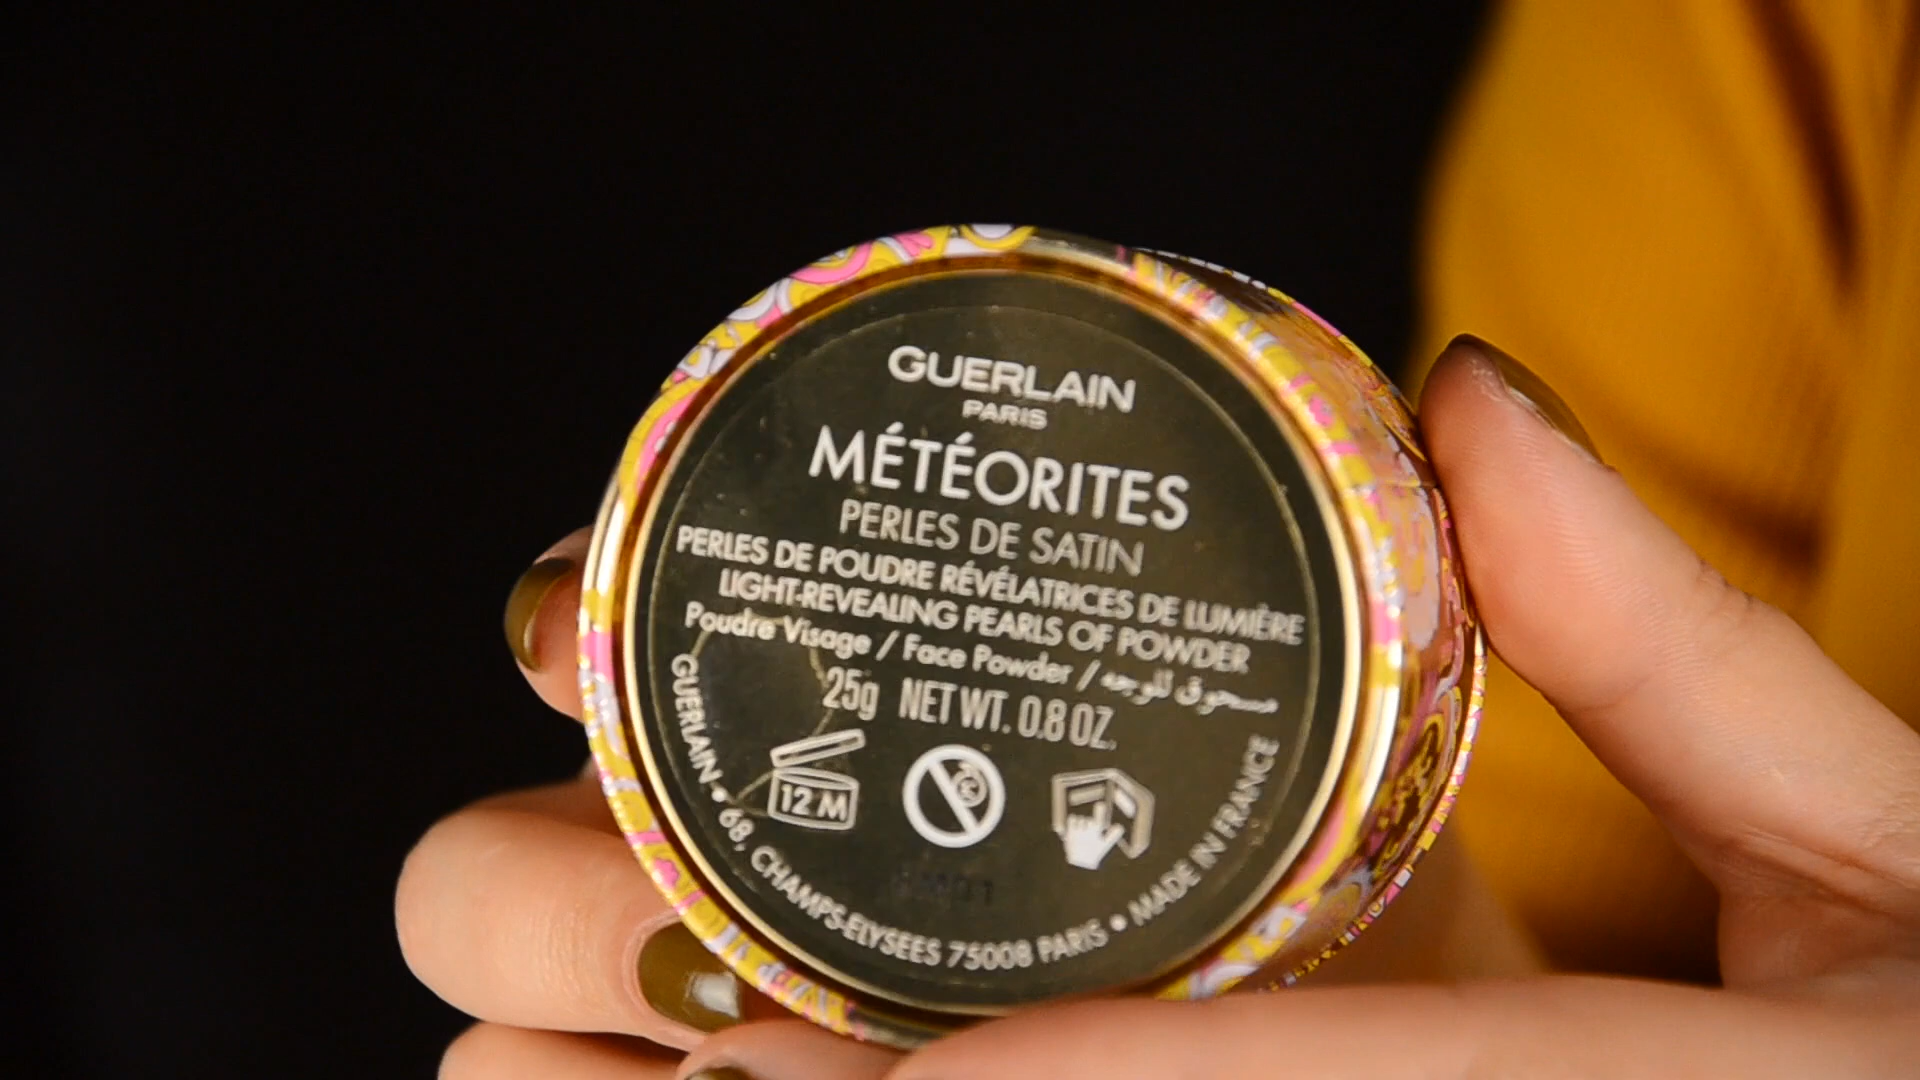 GUERLAIN
PARIS
MÉTÉORITES
PERLES DE SATIN
PERLES DE POUDRE RÉVÉLATRICES DE LUMIÈRE
LIGHT-REVEALING PEARLS OF POWDER
Poudre Visage / Face Powder / مسحوق للوجه
25g NET WT. 0.8 OZ.
12 M
GUERLAIN • 68, CHAMPS-ELYSEES 75008 PARIS • MADE IN FRANCE